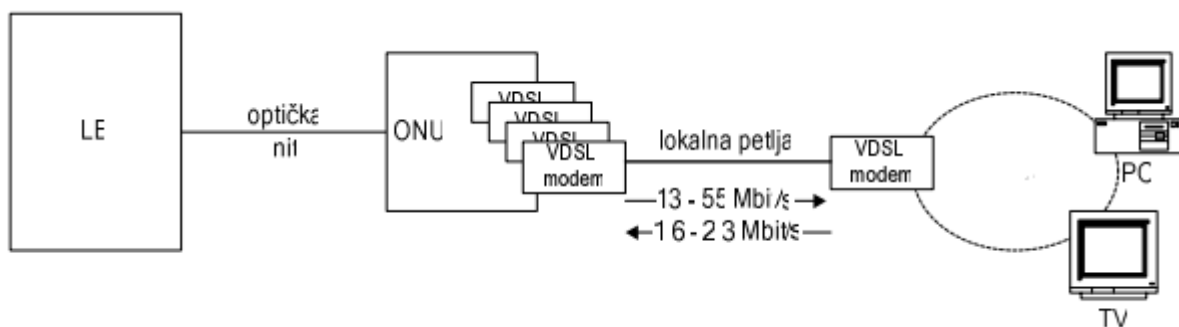 LE
optička
nit
ONU
VDSL
VDSL
VDSL
VDSL
modem
lokalna petlja
13 - 55 Mbi/s
16 - 23 Mbit/s
VDSL
modem
PC
TV